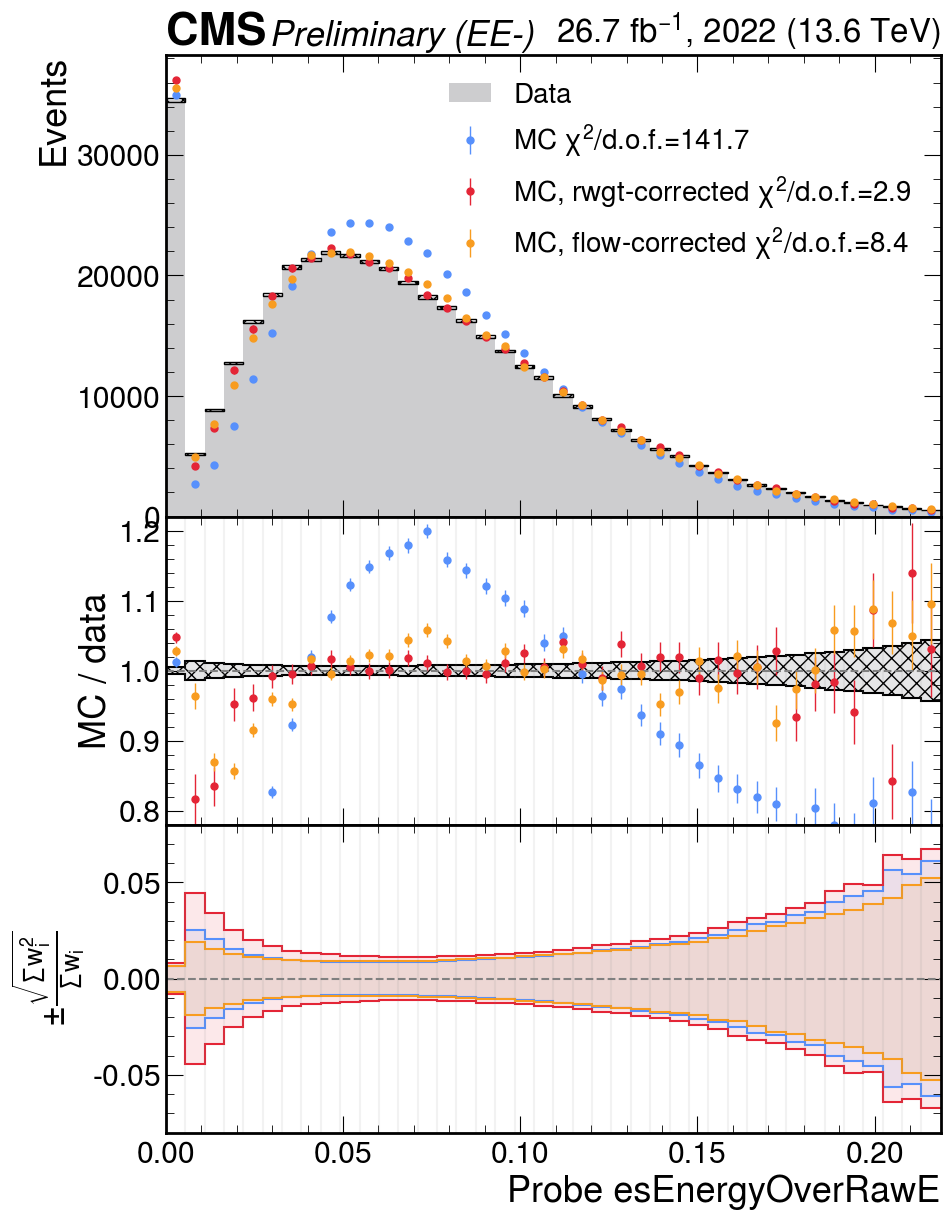 CMS Preliminary (EE-) 26.7 fb⁻¹, 2022 (13.6 TeV)
Events
30000
20000
10000
0
Data
MC χ²/d.o.f.=141.7
MC, rwgt-corrected χ²/d.o.f.=2.9
MC, flow-corrected χ²/d.o.f.=8.4
MC / data
1.2
1.1
1.0
0.9
0.8
±√Σwᵢ²/Σwᵢ
0.05
0.00
-0.05
0.00 0.05 0.10 0.15 0.20
Probe esEnergyOverRawE